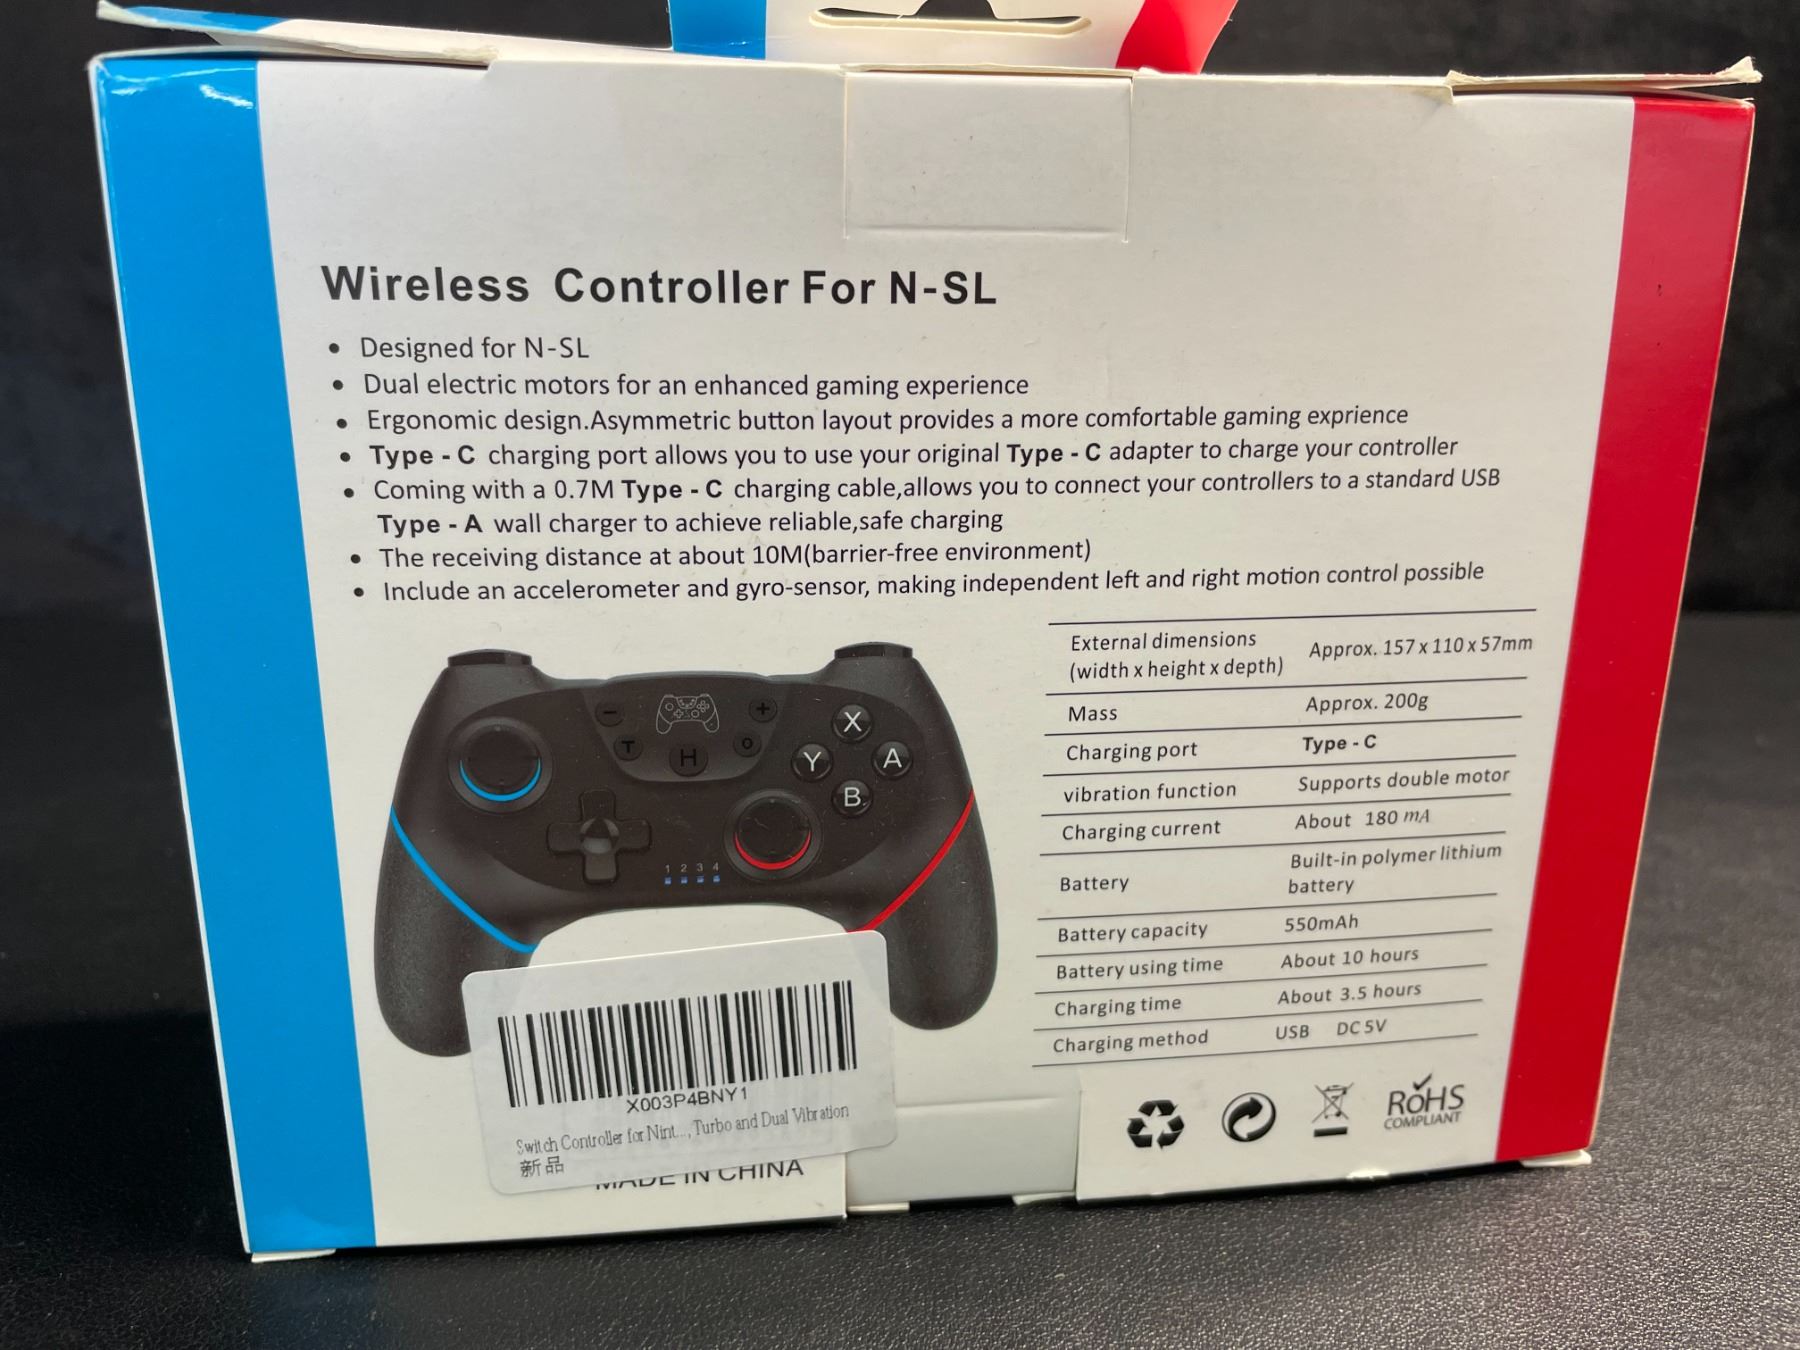 Wireless Controller For N-SL
• Designed for N-SL
• Dual electric motors for an enhanced gaming experience
• Ergonomic design.Asymmetric button layout provides a more comfortable gaming exprience
• Type - C charging port allows you to use your original Type - C adapter to charge your controller
• Coming with a 0.7M Type - C charging cable,allows you to connect your controllers to a standard USB
Type - A wall charger to achieve reliable,safe charging
• The receiving distance at about 10M(barrier-free environment)
• Include an accelerometer and gyro-sensor, making independent left and right motion control possible
External dimensions
(width x height x depth) Approx. 157 x 110 x 57mm
Mass Approx. 200g
Charging port Type - C
vibration function Supports double motor
Charging current About 180 mA
Battery Built-in polymer lithium
battery
Battery capacity 550mAh
Battery using time About 10 hours
Charging time About 3.5 hours
Charging method USB DC 5V
- +
T H O
X
Y A
B
1 2 3 4
X003P4BNY1
Switch Controller for Nint..., Turbo and Dual Vibration
新品
MADE IN CHINA
RoHS
COMPLIANT